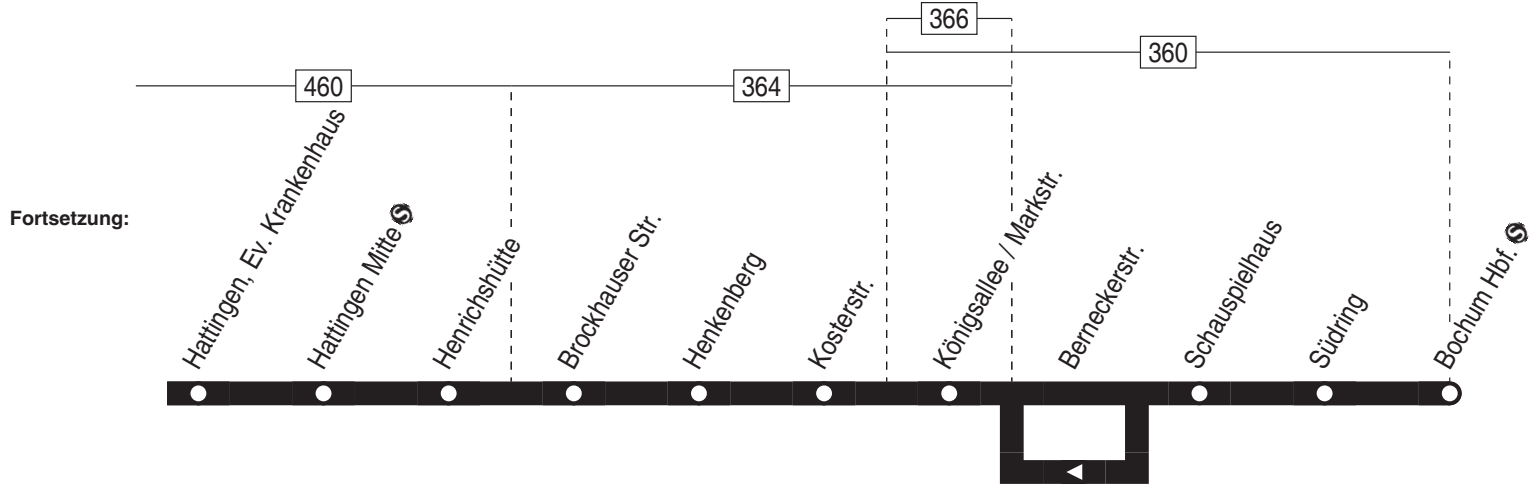 366
360
460
364
Fortsetzung:
Hattingen, Ev. Krankenhaus
Hattingen Mitte S
Henrichshütte
Brockhauser Str.
Henkenberg
Kosterstr.
Königsallee / Markstr.
Berneckerstr.
Schauspielhaus
Südring
Bochum Hbf. S